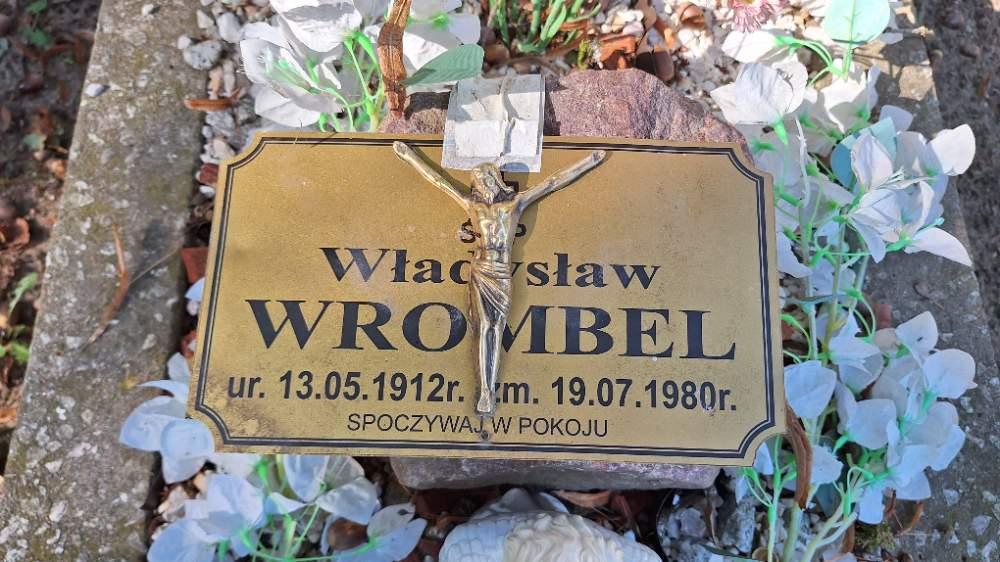 Ś P
Władysław
WROMBEL
ur. 13.05.1912r. zm. 19.07.1980r.
SPOCZYWAJ W POKOJU